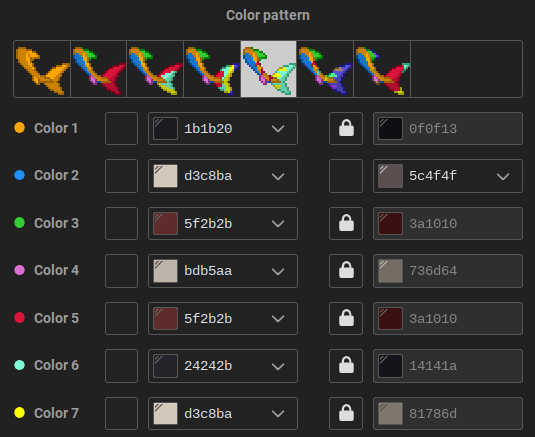 Color pattern
Color 1 1b1b20 0f0f13
Color 2 d3c8ba 5c4f4f
Color 3 5f2b2b 3a1010
Color 4 bdb5aa 736d64
Color 5 5f2b2b 3a1010
Color 6 24242b 14141a
Color 7 d3c8ba 81786d